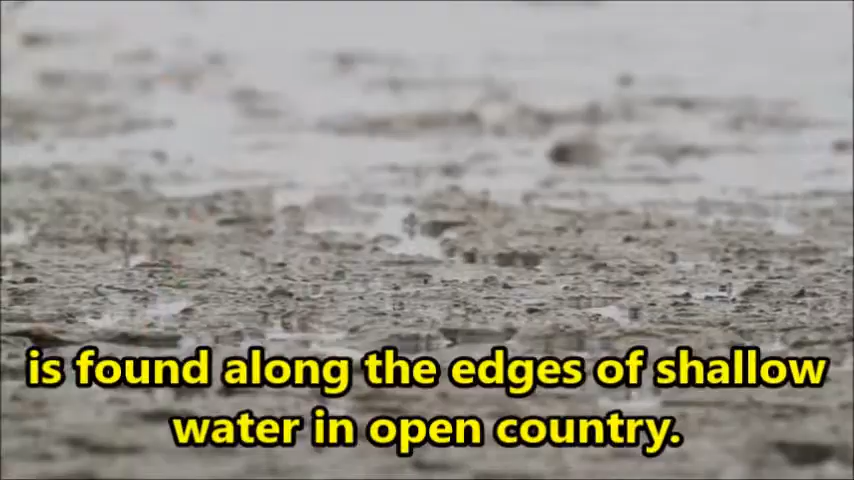 is found along the edges of shallow
water in open country.